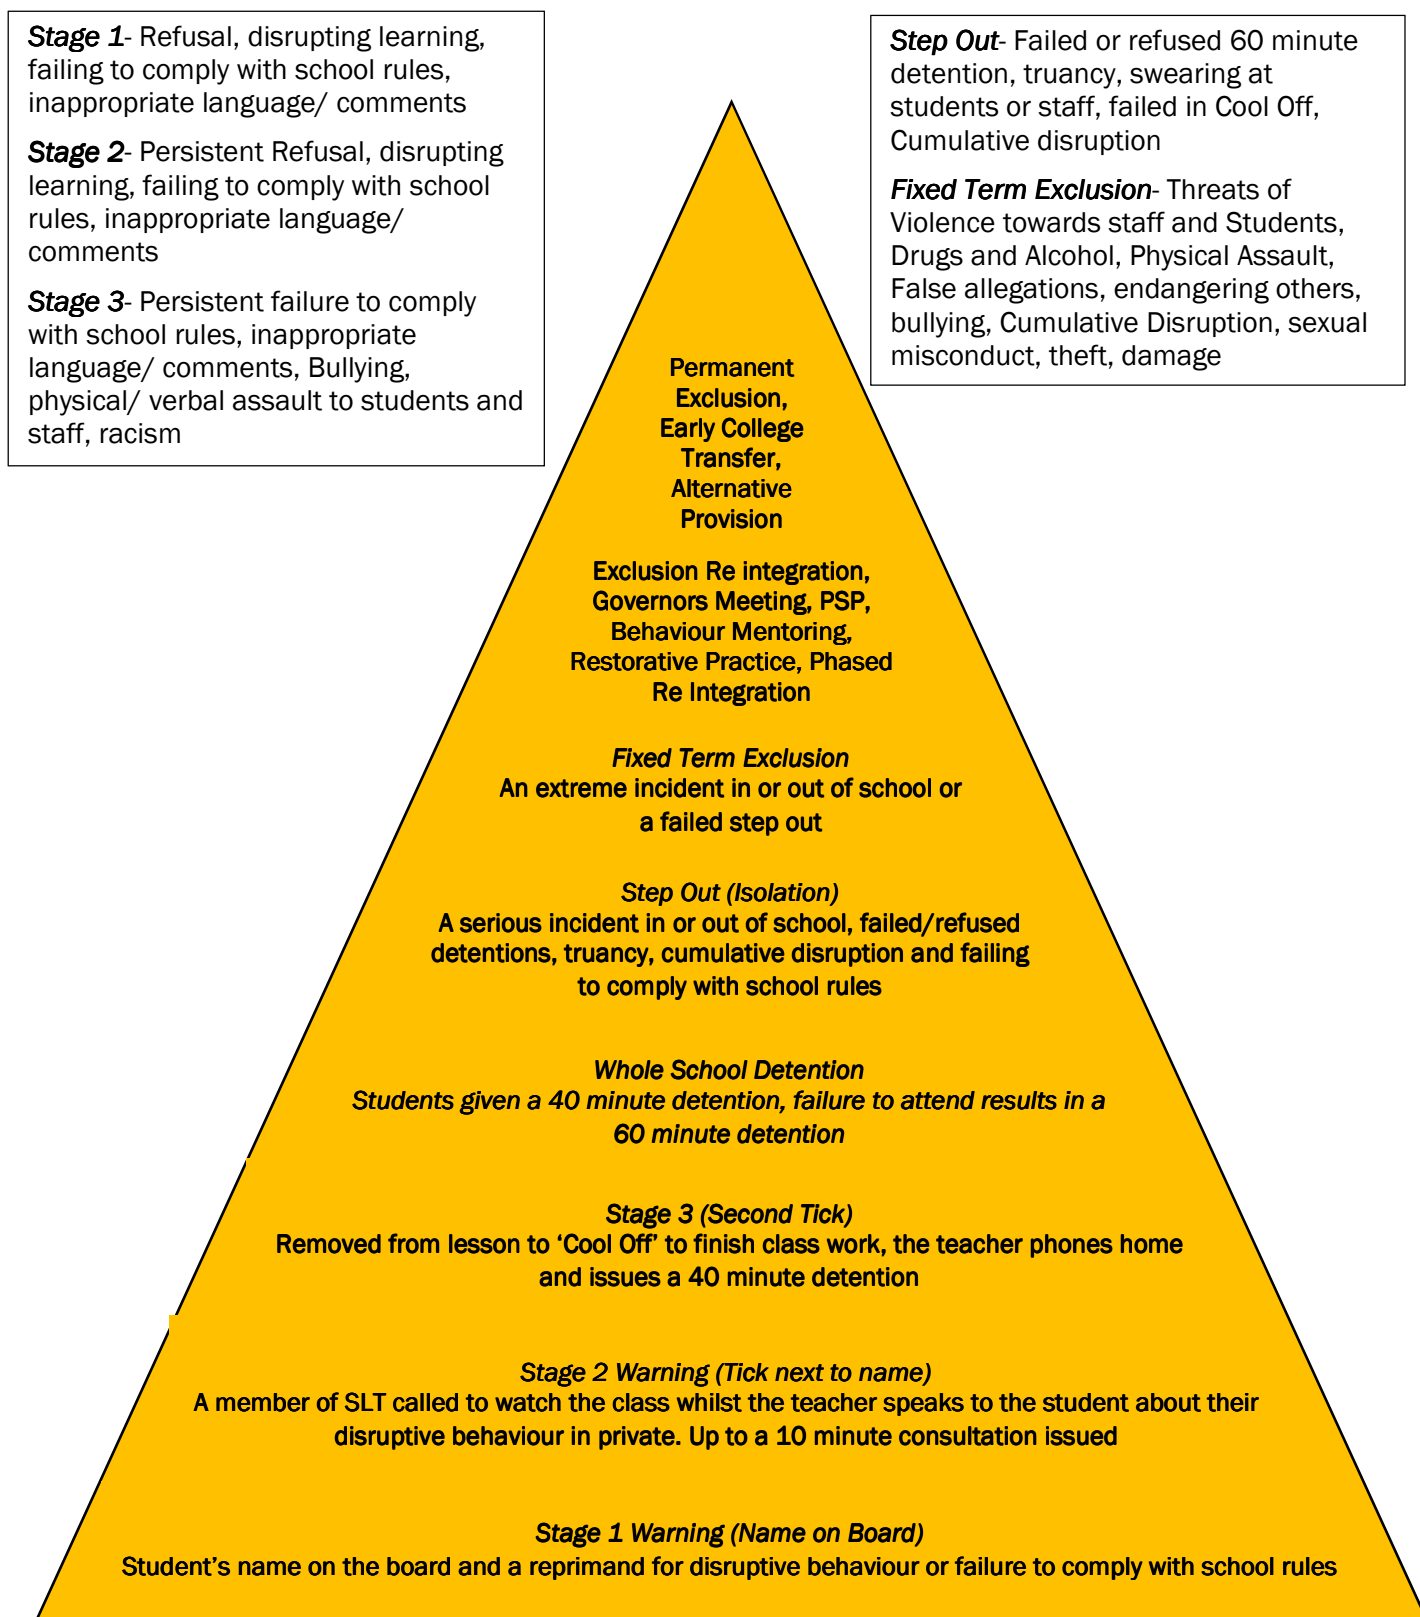 Stage 1- Refusal, disrupting learning,
failing to comply with school rules,
inappropriate language/ comments
Stage 2- Persistent Refusal, disrupting
learning, failing to comply with school
rules, inappropriate language/
comments
Stage 3- Persistent failure to comply
with school rules, inappropriate
language/ comments, Bullying,
physical/ verbal assault to students and
staff, racism
Step Out- Failed or refused 60 minute
detention, truancy, swearing at
students or staff, failed in Cool Off,
Cumulative disruption
Fixed Term Exclusion- Threats of
Violence towards staff and Students,
Drugs and Alcohol, Physical Assault,
False allegations, endangering others,
bullying, Cumulative Disruption, sexual
misconduct, theft, damage
Permanent
Exclusion,
Early College
Transfer,
Alternative
Provision
Exclusion Re integration,
Governors Meeting, PSP,
Behaviour Mentoring,
Restorative Practice, Phased
Re Integration
Fixed Term Exclusion
An extreme incident in or out of school or
a failed step out
Step Out (Isolation)
A serious incident in or out of school, failed/refused
detentions, truancy, cumulative disruption and failing
to comply with school rules
Whole School Detention
Students given a 40 minute detention, failure to attend results in a
60 minute detention
Stage 3 (Second Tick)
Removed from lesson to ‘Cool Off’ to finish class work, the teacher phones home
and issues a 40 minute detention
Stage 2 Warning (Tick next to name)
A member of SLT called to watch the class whilst the teacher speaks to the student about their
disruptive behaviour in private. Up to a 10 minute consultation issued
Stage 1 Warning (Name on Board)
Student’s name on the board and a reprimand for disruptive behaviour or failure to comply with school rules